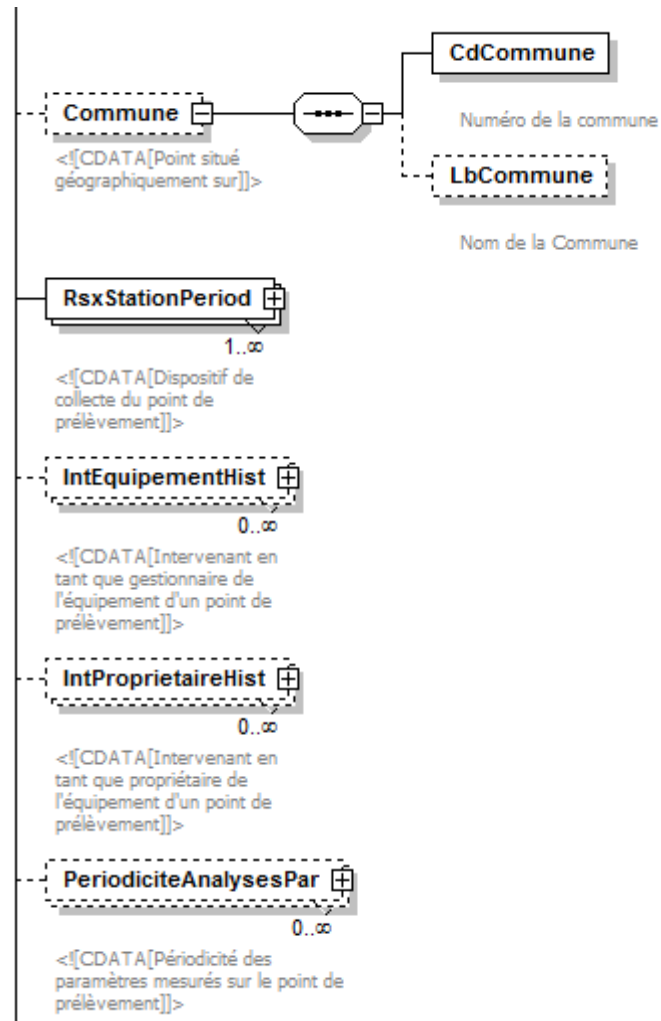 CdCommune
Commune
Numéro de la commune
<![CDATA[Point situé
géographiquement sur]]>
LbCommune
Nom de la Commune
RsxStationPeriod
1..∞
<![CDATA[Dispositif de
collecte du point de
prélèvement]]>
IntEquipementHist
0..∞
<![CDATA[Intervenant en
tant que gestionnaire de
l'équipement d'un point de
prélèvement]]>
IntProprietaireHist
0..∞
<![CDATA[Intervenant en
tant que propriétaire de
l'équipement d'un point de
prélèvement]]>
PeriodiciteAnalysesPar
0..∞
<![CDATA[Périodicité des
paramètres mesurés sur le point de
prélèvement]]>